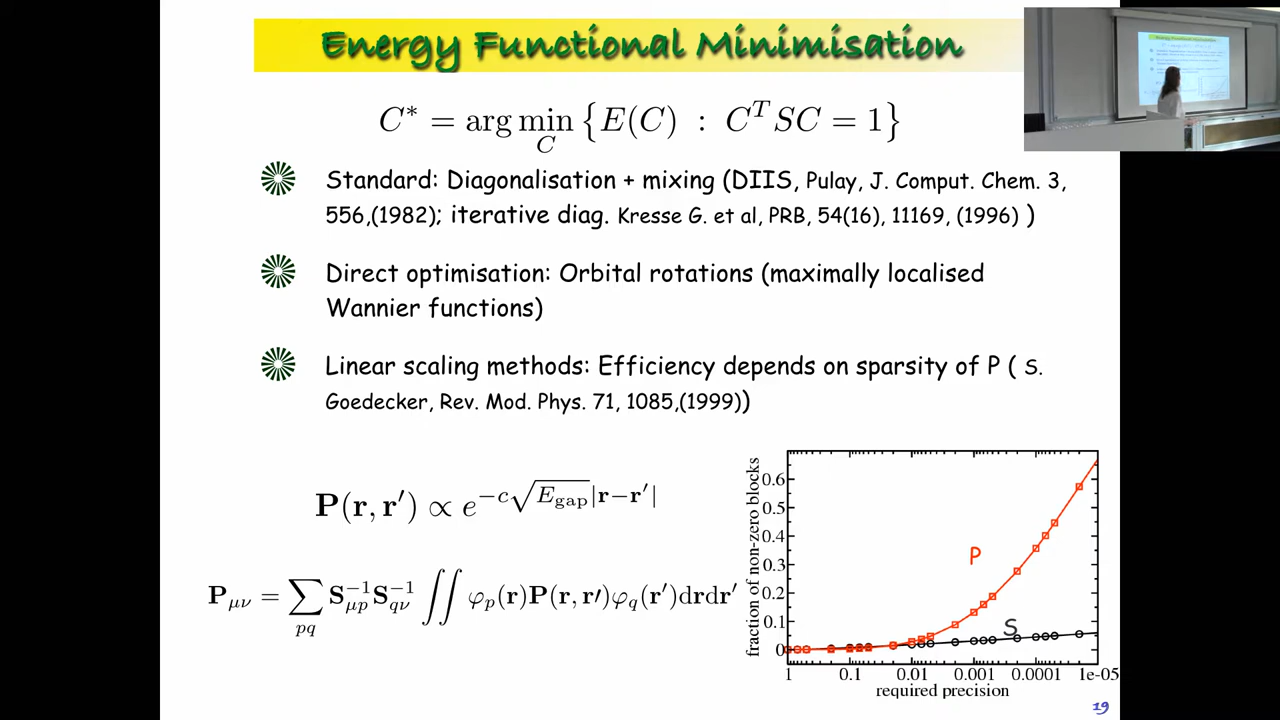 Energy Functional Minimisation
C* = arg min_C {E(C) : C^T SC = 1}
Standard: Diagonalisation + mixing (DIIS, Pulay, J. Comput. Chem. 3,
556,(1982); iterative diag. Kresse G. et al, PRB, 54(16), 11169, (1996) )
Direct optimisation: Orbital rotations (maximally localised
Wannier functions)
Linear scaling methods: Efficiency depends on sparsity of P ( S.
Goedecker, Rev. Mod. Phys. 71, 1085,(1999))
P(r, r′) ∝ e^{−c√E_gap|r−r′|}
P_μν = ∑_pq S^{−1}_μp S^{−1}_qν ∬ φ_p(r)P(r, r′)φ_q(r′)drdr′
fraction of non-zero blocks
0.6
0.5
0.4
0.3
0.2
0.1
0
P
S
1 0.1 0.01 0.001 0.0001 1e-05
required precision
19
Energy Functional Minimisation